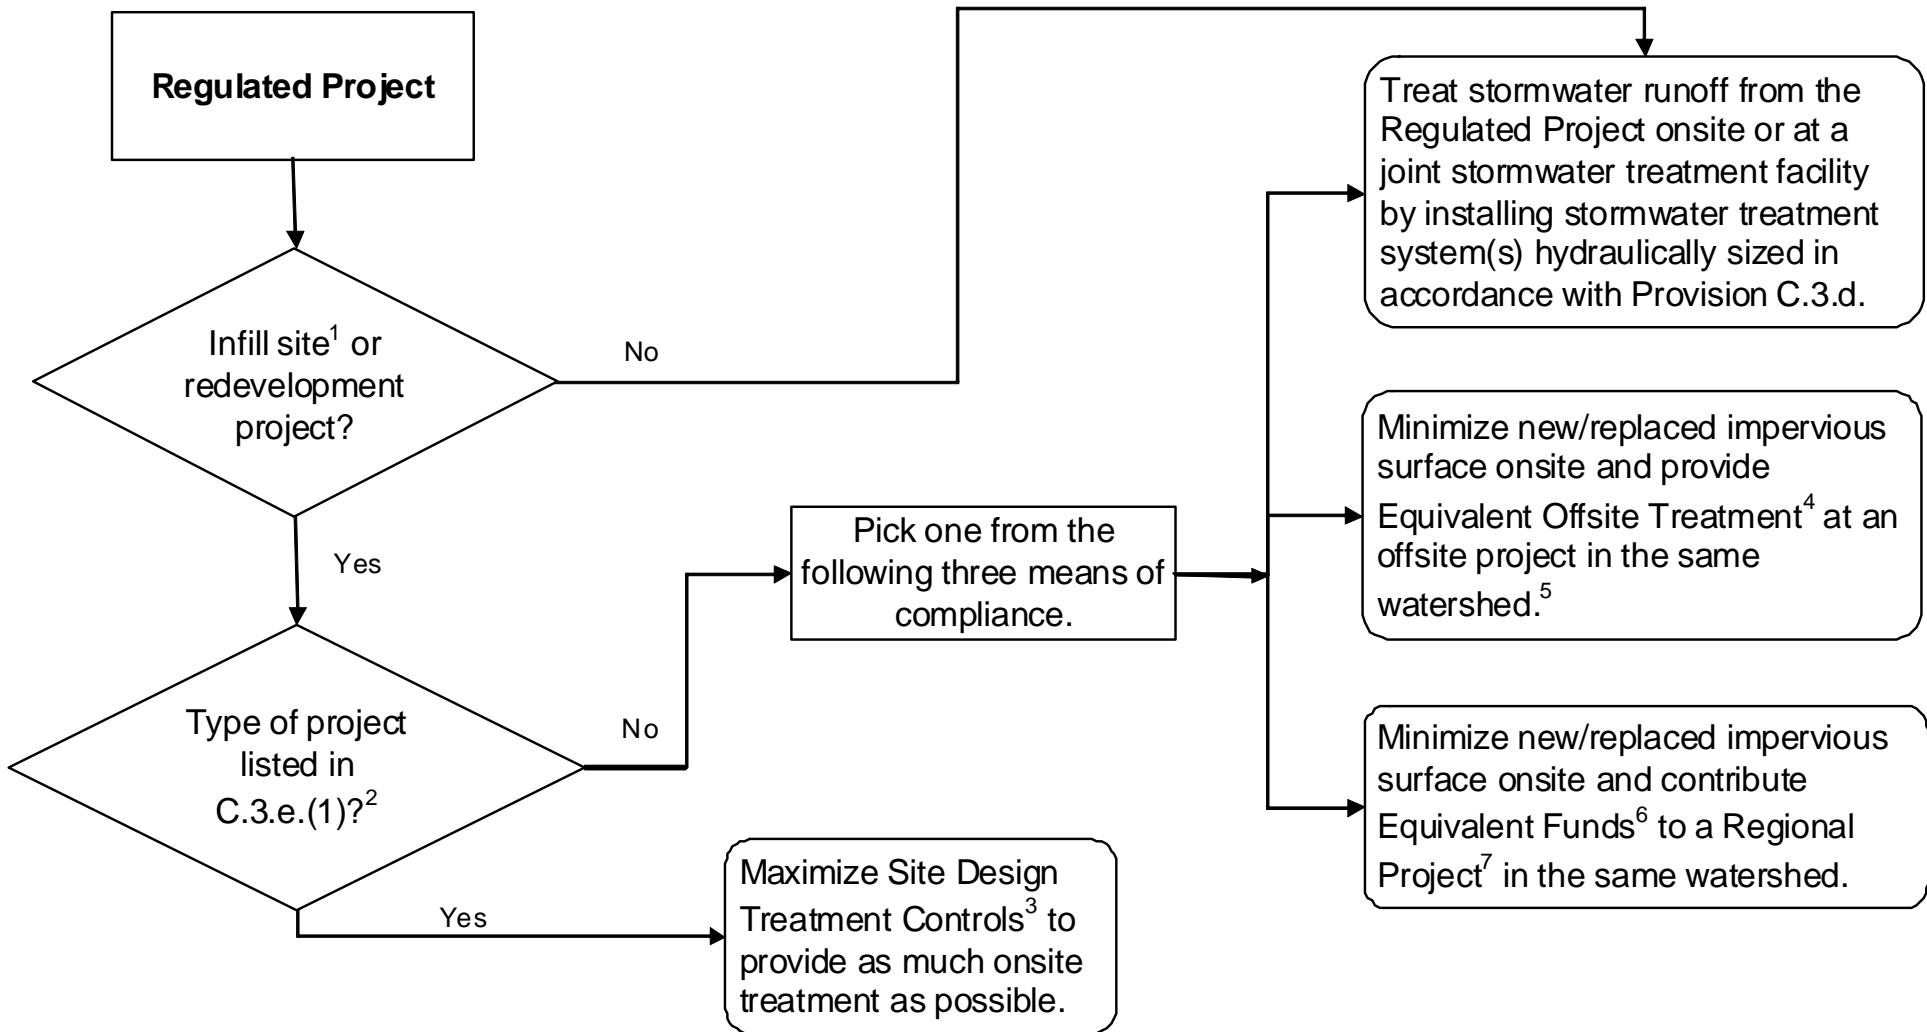 Regulated Project
Treat stormwater runoff from the
Regulated Project onsite or at a
joint stormwater treatment facility
by installing stormwater treatment
system(s) hydraulically sized in
accordance with Provision C.3.d.
Infill site1 or
redevelopment
project?
No
Yes
Minimize new/replaced impervious
surface onsite and provide
Equivalent Offsite Treatment4 at an
offsite project in the same
watershed.5
Pick one from the
following three means of
compliance.
Type of project
listed in
C.3.e.(1)?2
No
Yes
Minimize new/replaced impervious
surface onsite and contribute
Equivalent Funds6 to a Regional
Project7 in the same watershed.
Maximize Site Design
Treatment Controls3 to
provide as much onsite
treatment as possible.